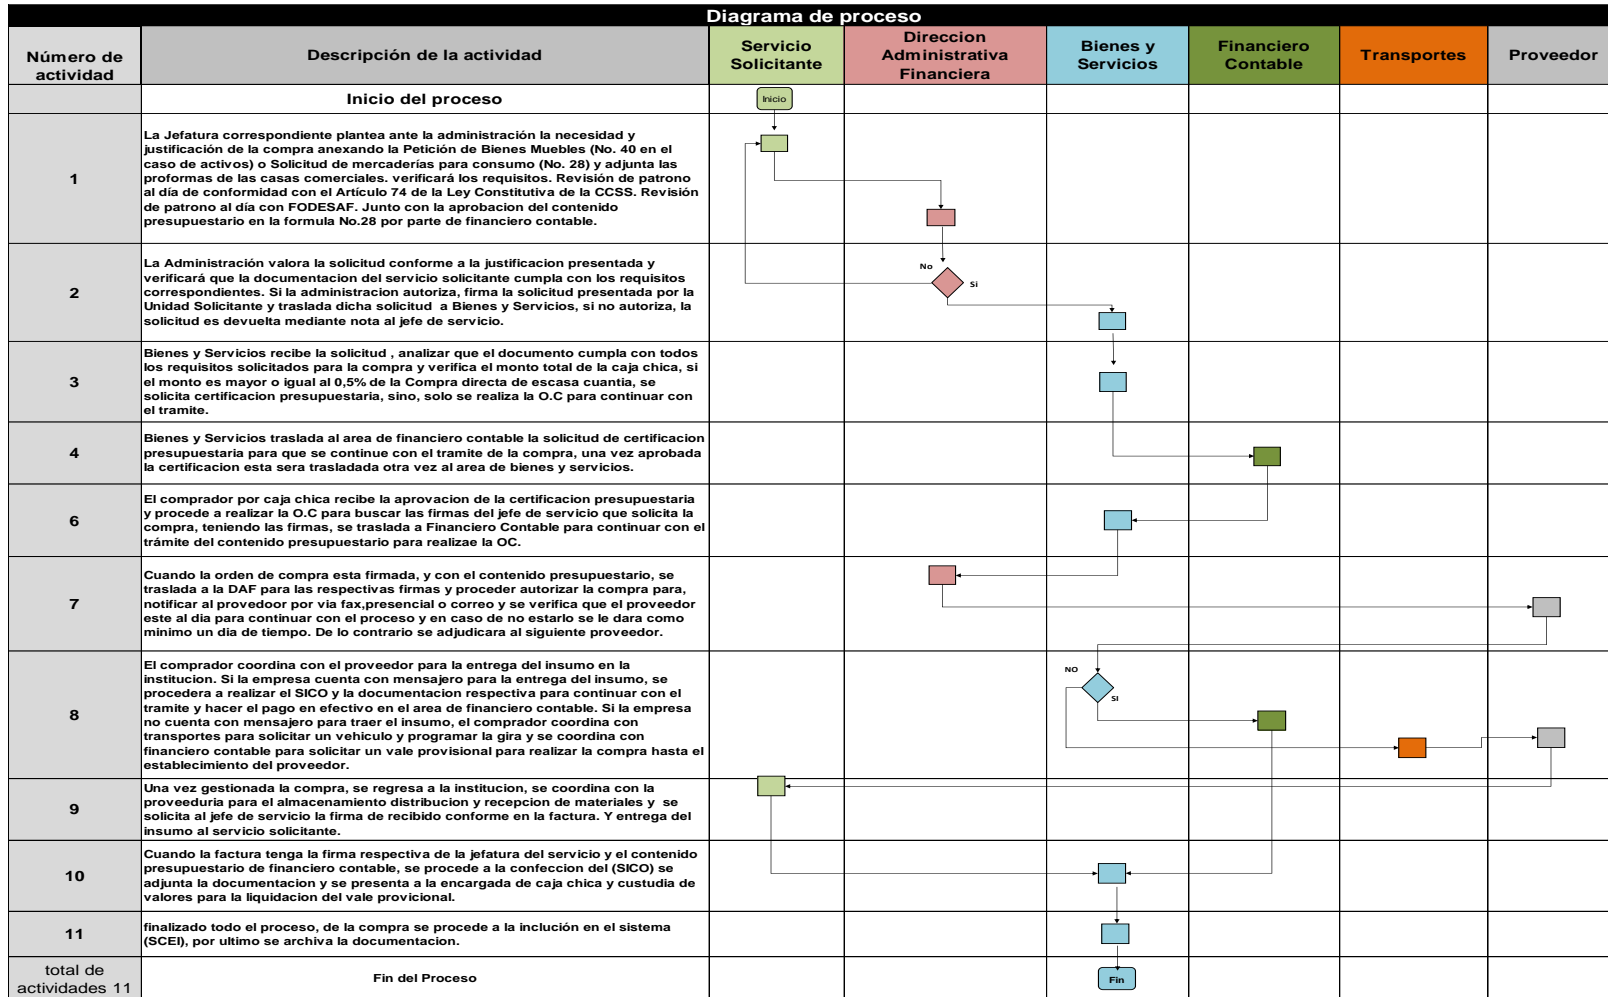 Diagrama de proceso
Número de
actividad
Descripción de la actividad
Servicio
Solicitante
Direccion
Administrativa
Financiera
Bienes y
Servicios
Financiero
Contable
Transportes
Proveedor
Inicio del proceso
Inicio
1
La Jefatura correspondiente plantea ante la administración la necesidad y
justificación de la compra anexando la Petición de Bienes Muebles (No. 40 en el
caso de activos) o Solicitud de mercaderías para consumo (No. 28) y adjunta las
proformas de las casas comerciales. verificará los requisitos. Revisión de patrono
al día de conformidad con el Artículo 74 de la Ley Constitutiva de la CCSS. Revisión
de patrono al día con FODESAF. Junto con la aprobacion del contenido
presupuestario en la formula No.28 por parte de financiero contable.
2
La Administración valora la solicitud conforme a la justificacion presentada y
verificará que la documentacion del servicio solicitante cumpla con los requisitos
correspondientes. Si la administracion autoriza, firma la solicitud presentada por la
Unidad Solicitante y traslada dicha solicitud a Bienes y Servicios, si no autoriza, la
solicitud es devuelta mediante nota al jefe de servicio.
No
Si
3
Bienes y Servicios recibe la solicitud , analizar que el documento cumpla con todos
los requisitos solicitados para la compra y verifica el monto total de la caja chica, si
el monto es mayor o igual al 0,5% de la Compra directa de escasa cuantia, se
solicita certificacion presupuestaria, sino, solo se realiza la O.C para continuar con
el tramite.
4
Bienes y Servicios traslada al area de financiero contable la solicitud de certificacion
presupuestaria para que se continue con el tramite de la compra, una vez aprobada
la certificacion esta sera trasladada otra vez al area de bienes y servicios.
6
El comprador por caja chica recibe la aprovacion de la certificacion presupuestaria
y procede a realizar la O.C para buscar las firmas del jefe de servicio que solicita la
compra, teniendo las firmas, se traslada a Financiero Contable para continuar con el
trámite del contenido presupuestario para realizae la OC.
7
Cuando la orden de compra esta firmada, y con el contenido presupuestario, se
traslada a la DAF para las respectivas firmas y proceder autorizar la compra para,
notificar al provedoor por via fax,presencial o correo y se verifica que el proveedor
este al dia para continuar con el proceso y en caso de no estarlo se le dara como
minimo un dia de tiempo. De lo contrario se adjudicara al siguiente proveedor.
8
El comprador coordina con el proveedor para la entrega del insumo en la
institucion. Si la empresa cuenta con mensajero para la entrega del insumo, se
procedera a realizar el SICO y la documentacion respectiva para continuar con el
tramite y hacer el pago en efectivo en el area de financiero contable. Si la empresa
no cuenta con mensajero para traer el insumo, el comprador coordina con
transportes para solicitar un vehiculo y programar la gira y se coordina con
financiero contable para solicitar un vale provisional para realizar la compra hasta el
establecimiento del proveedor.
NO
SI
9
Una vez gestionada la compra, se regresa a la institucion, se coordina con la
proveeduria para el almacenamiento distribucion y recepcion de materiales y se
solicita al jefe de servicio la firma de recibido conforme en la factura. Y entrega del
insumo al servicio solicitante.
10
Cuando la factura tenga la firma respectiva de la jefatura del servicio y el contenido
presupuestario de financiero contable, se procede a la confeccion del (SICO) se
adjunta la documentacion y se presenta a la encargada de caja chica y custudia de
valores para la liquidacion del vale provicional.
11
finalizado todo el proceso, de la compra se procede a la inclución en el sistema
(SCEI), por ultimo se archiva la documentacion.
total de
actividades 11
Fin del Proceso
Fin